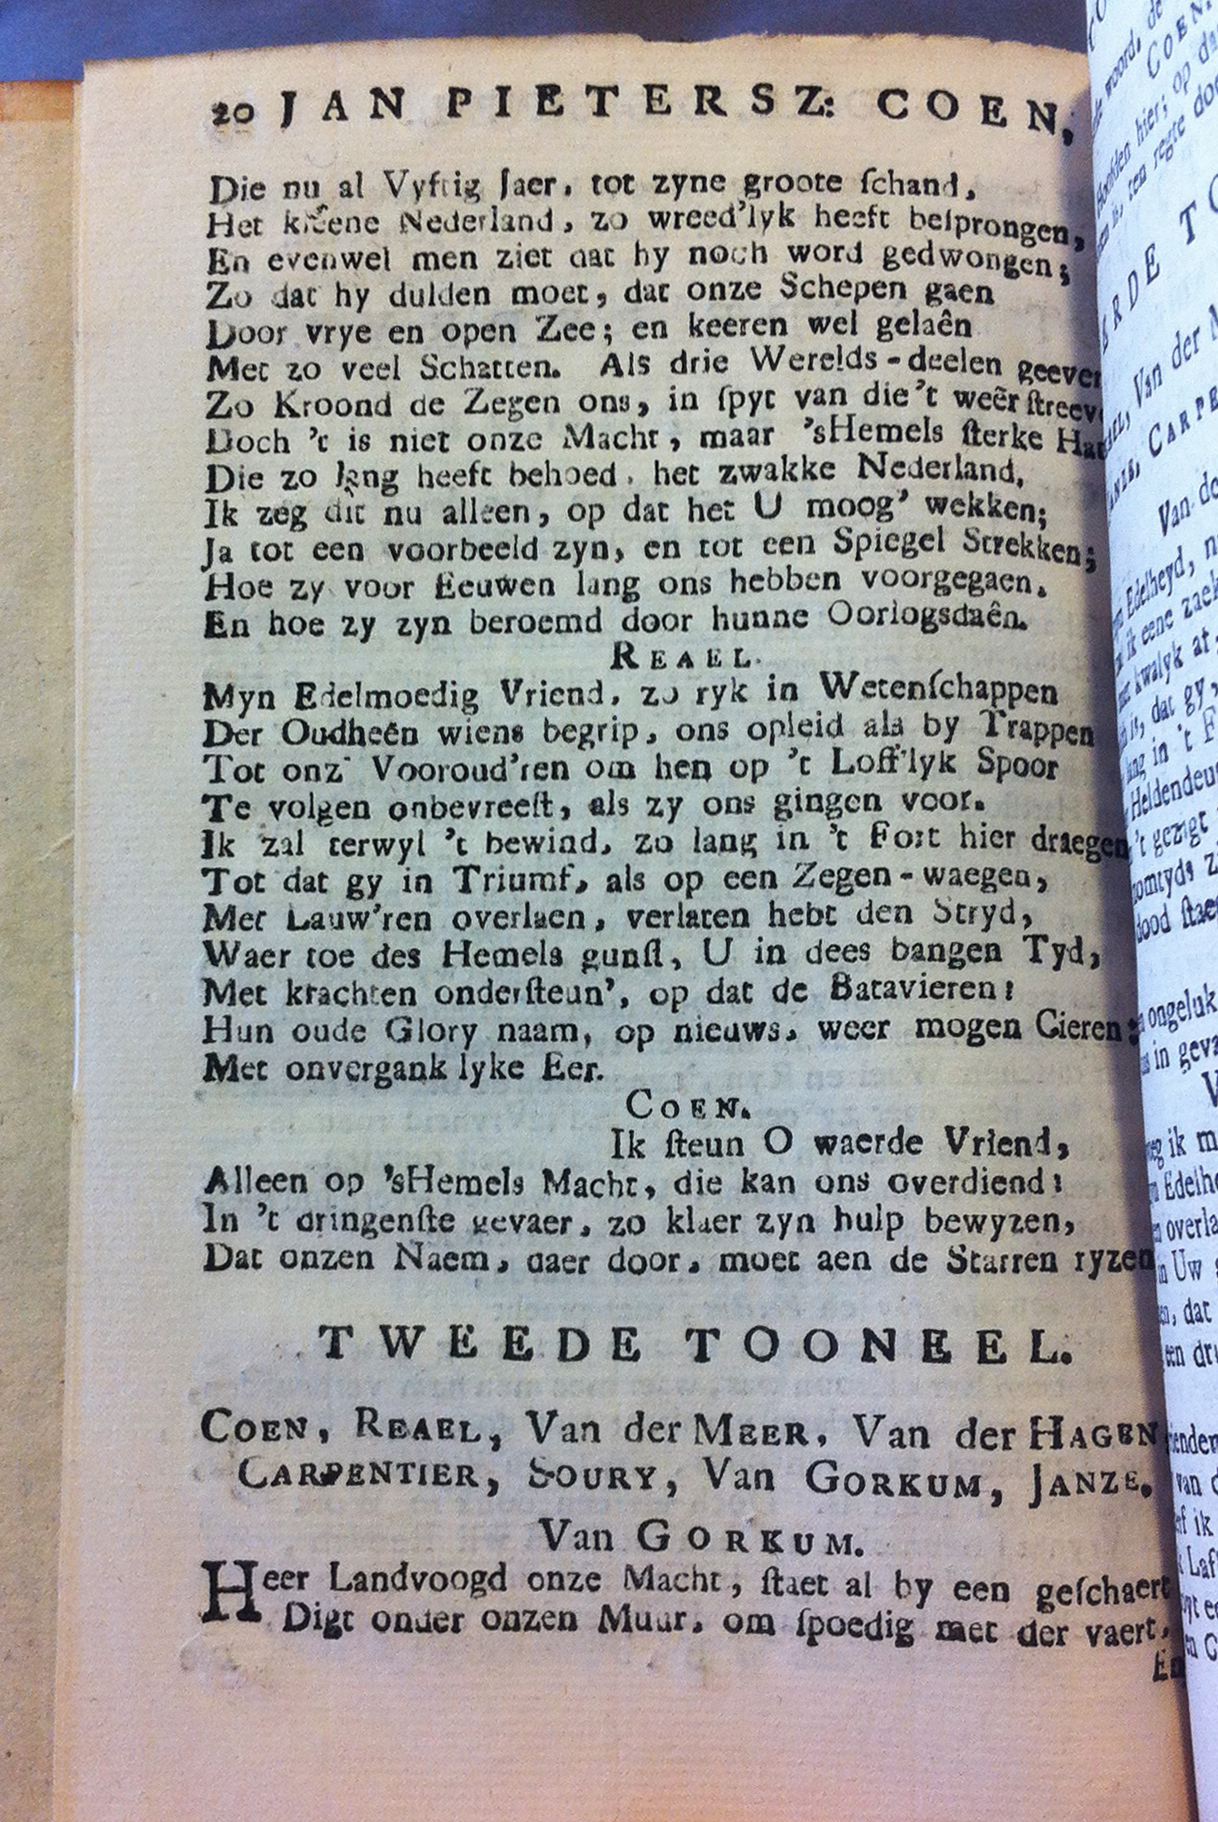 20 JAN PIETERSZ: COEN,
Die nu al Vyftig Jaer, tot zyne groote ſchand,
Het kleene Nederland, zo wreed'lyk heeft beſprongen,
En evenwel men ziet dat hy noch word gedwongen;
Zo dat hy dulden moet, dat onze Schepen gaen
Door vrye en open Zee; en keeren wel gelaên
Met zo veel Schatten. Als drie Werelds-deelen geeven
Zo Kroond de Zegen ons, in ſpyt van die 't weêr ſtreev
Doch 't is niet onze Macht, maar 'sHemels ſterke Han
Die zo lang heeft behoed, het zwakke Nederland,
Ik zeg dit nu alleen, op dat het U moog' wekken;
Ja tot een voorbeeld zyn, en tot een Spiegel Strekken;
Hoe zy voor Eeuwen lang ons hebben voorgegaen,
En hoe zy zyn beroemd door hunne Oorlogsdaên.
REAEL.
Myn Edelmoedig Vriend, zo ryk in Wetenſchappen
Der Oudheên wiens begrip, ons opleid als by Trappen
Tot onz' Vooroud'ren om hen op 't Loff'lyk Spoor
Te volgen onbevreeſt, als zy ons gingen voor.
Ik zal terwyl 't bewind, zo lang in 't Fort hier draegen,
Tot dat gy in Triumf, als op een Zegen-waegen,
Met Lauw'ren overlaen, verlaten hebt den Stryd,
Waer toe des Hemels gunſt, U in dees bangen Tyd,
Met krachten onderſteun', op dat de Batavieren!
Hun oude Glory naam, op nieuws, weer mogen Cieren;
Met onvergank lyke Eer.
COEN.
Ik ſteun O waerde Vriend,
Alleen op 'sHemels Macht, die kan ons overdiend!
In 't dringenſte gevaer, zo klaer zyn hulp bewyzen,
Dat onzen Naem, daer door, moet aen de Starren ryzen
TWEEDE TOONEEL.
COEN, REAEL, Van der MEER, Van der HAGEN
CARPENTIER, SOURY, Van GORKUM, JANZE.
Van GORKUM.
Heer Landvoogd onze Macht, ſtaet al by een geſchaert
Digt onder onzen Muur, om ſpoedig met der vaert,
En